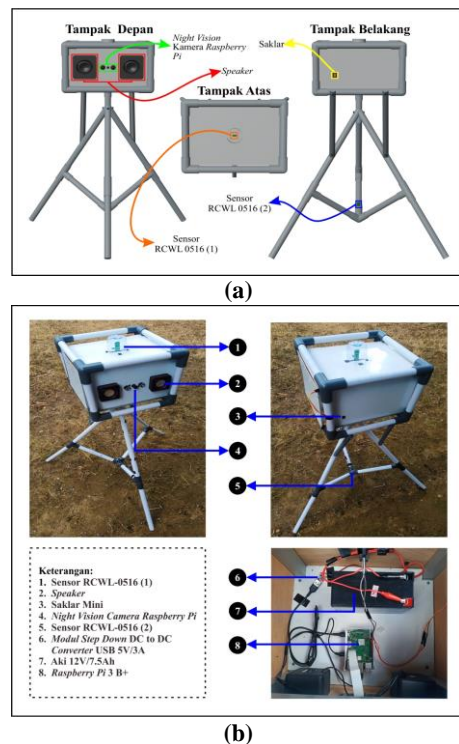 Tampak Depan
Night Vision
Kamera Raspberry
Pi
Speaker
Tampak Atas
Sensor
RCWL 0516 (1)
Tampak Belakang
Saklar
Sensor
RCWL 0516 (2)
(a)
1
2
3
4
5
Keterangan:
1. Sensor RCWL-0516 (1)
2. Speaker
3. Saklar Mini
4. Night Vision Camera Raspberry Pi
5. Sensor RCWL-0516 (2)
6. Modul Step Down DC to DC
Converter USB 5V/3A
7. Aki 12V/7.5Ah
8. Raspberry Pi 3 B+
6
7
8
(b)